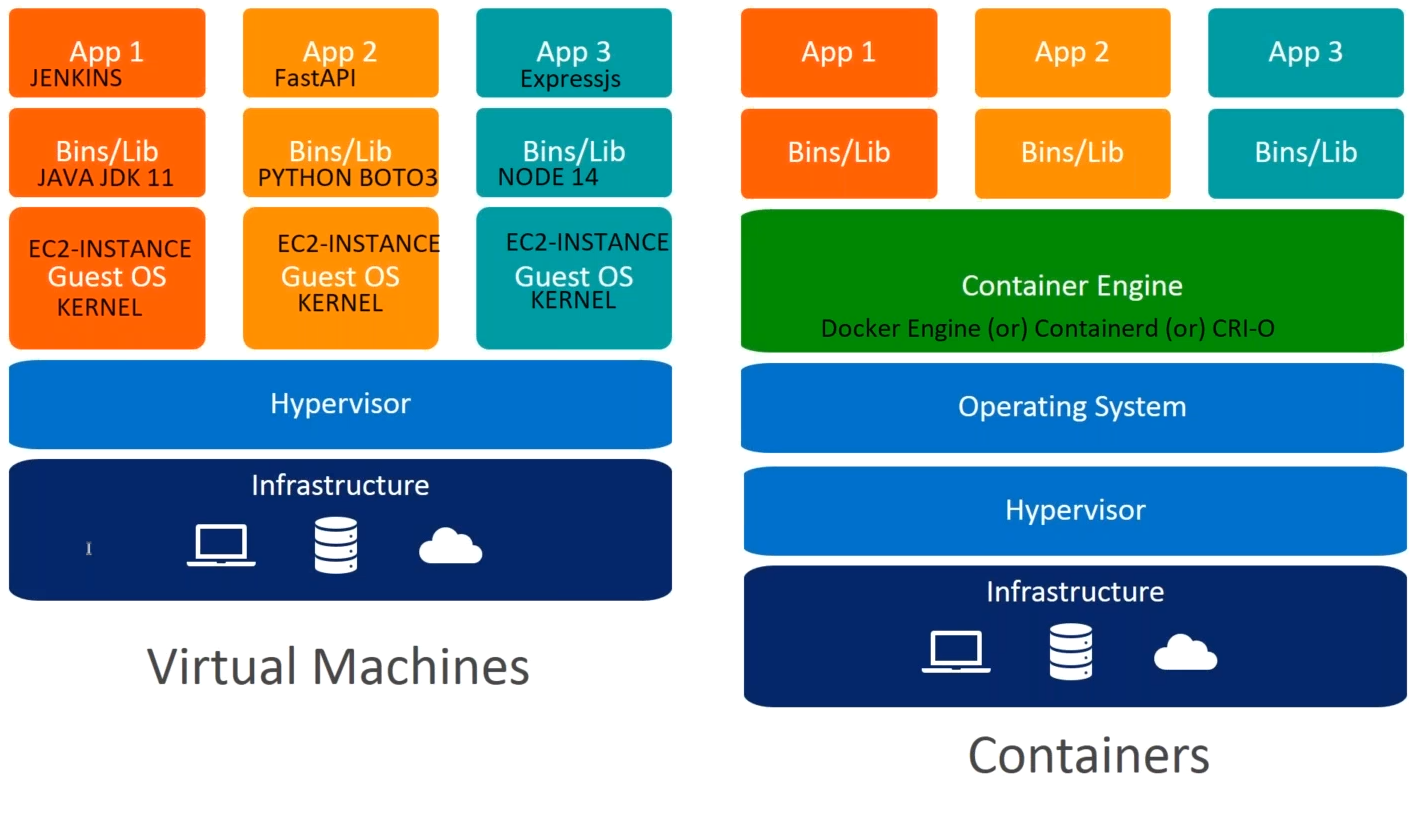 App 1
JENKINS
App 2
FastAPI
App 3
Expressjs
Bins/Lib
JAVA JDK 11
Bins/Lib
PYTHON BOTO3
Bins/Lib
NODE 14
EC2-INSTANCE
Guest OS
KERNEL
EC2-INSTANCE
Guest OS
KERNEL
EC2-INSTANCE
Guest OS
KERNEL
Hypervisor
Infrastructure
Virtual Machines
App 1
App 2
App 3
Bins/Lib
Bins/Lib
Bins/Lib
Container Engine
Docker Engine (or) Containerd (or) CRI-O
Operating System
Hypervisor
Infrastructure
Containers